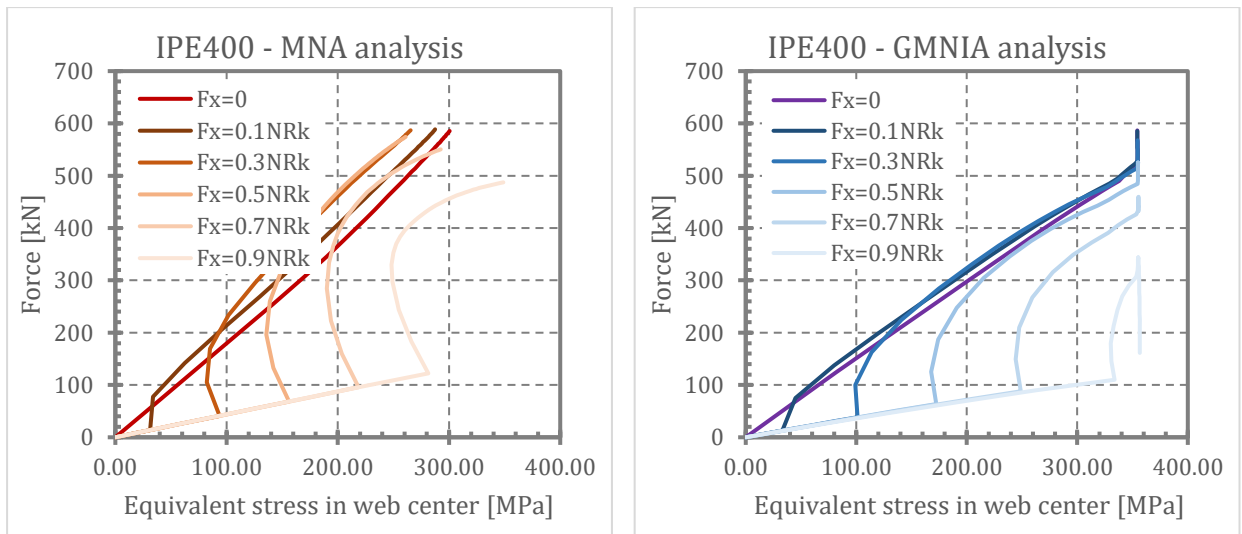 IPE400 - MNA analysis
700
600
500
400
300
200
100
0
Force [kN]
Fx=0
Fx=0.1NRk
Fx=0.3NRk
Fx=0.5NRk
Fx=0.7NRk
Fx=0.9NRk
0.00 100.00 200.00 300.00 400.00
Equivalent stress in web center [MPa]
IPE400 - GMNIA analysis
700
600
500
400
300
200
100
0
Force [kN]
Fx=0
Fx=0.1NRk
Fx=0.3NRk
Fx=0.5NRk
Fx=0.7NRk
Fx=0.9NRk
0.00 100.00 200.00 300.00 400.00
Equivalent stress in web center [MPa]